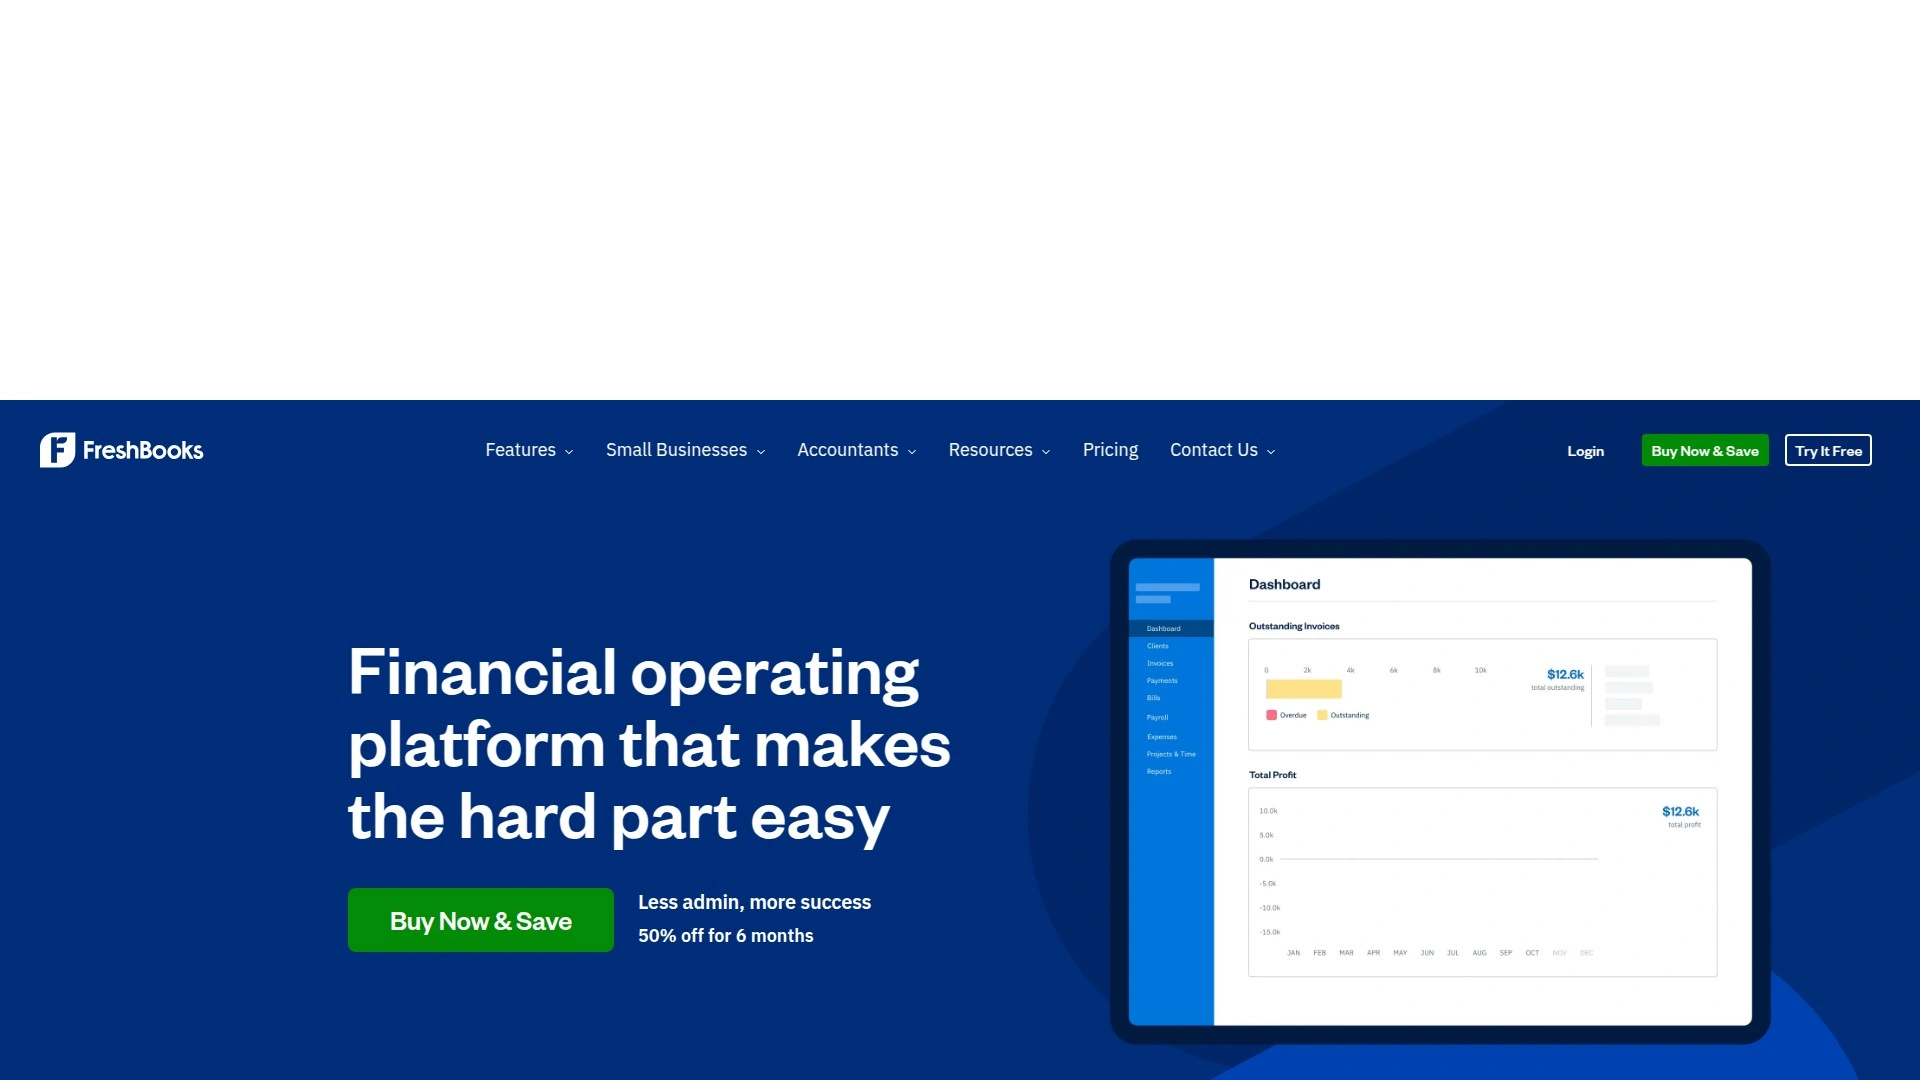 FreshBooks
Features
Small Businesses
Accountants
Resources
Pricing
Contact Us
Login
Buy Now & Save
Try It Free
Financial operating
platform that makes
the hard part easy
Buy Now & Save
Less admin, more success
50% off for 6 months
Dashboard
Dashboard
Clients
Invoices
Payments
Bills
Payroll
Expenses
Projects & Time
Reports
Outstanding Invoices
0 2k 4k 6k 8k 10k
$12.6k
total outstanding
Overdue Outstanding
Total Profit
$12.6k
total profit
10.0k
5.0k
0.0k
-5.0k
-10.0k
-15.0k
JAN FEB MAR APR MAY JUN JUL AUG SEP OCT NOV DEC